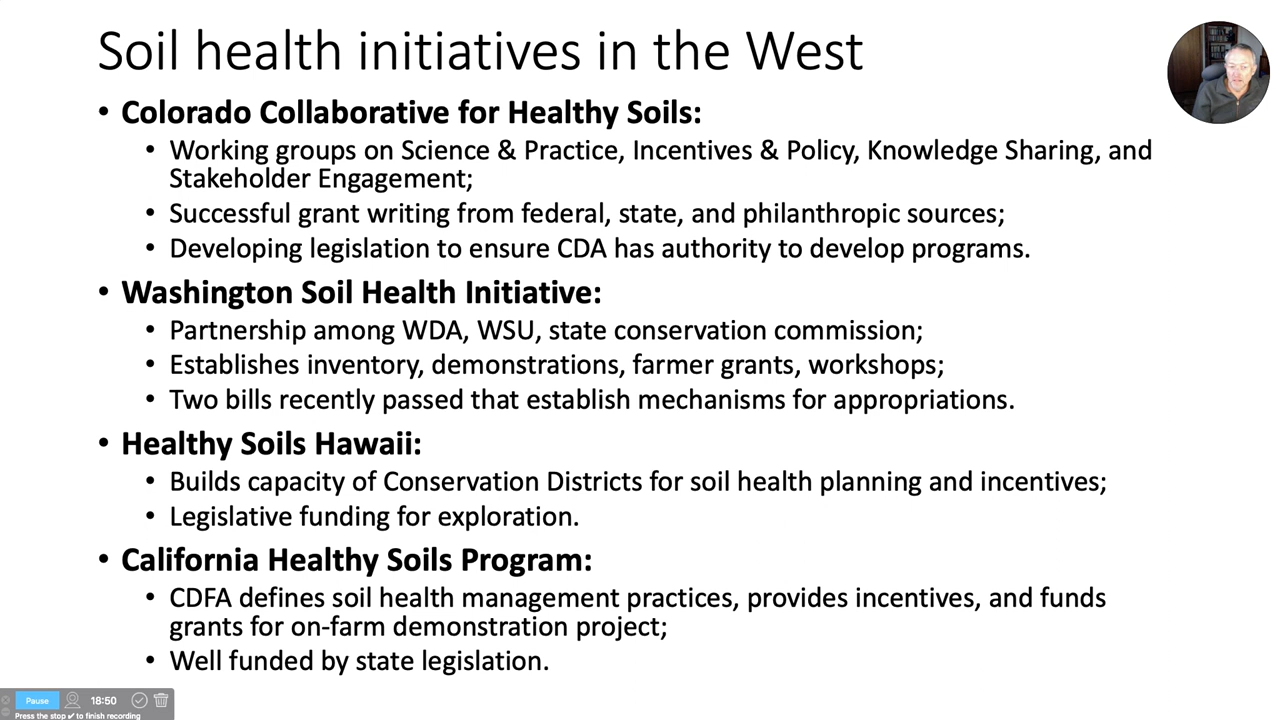 Soil health initiatives in the West
• Colorado Collaborative for Healthy Soils:
• Working groups on Science & Practice, Incentives & Policy, Knowledge Sharing, and
Stakeholder Engagement;
• Successful grant writing from federal, state, and philanthropic sources;
• Developing legislation to ensure CDA has authority to develop programs.
• Washington Soil Health Initiative:
• Partnership among WDA, WSU, state conservation commission;
• Establishes inventory, demonstrations, farmer grants, workshops;
• Two bills recently passed that establish mechanisms for appropriations.
• Healthy Soils Hawaii:
• Builds capacity of Conservation Districts for soil health planning and incentives;
• Legislative funding for exploration.
• California Healthy Soils Program:
• CDFA defines soil health management practices, provides incentives, and funds
grants for on-farm demonstration project;
• Well funded by state legislation.
Pause 18:50
Press the stop ✔ to finish recording